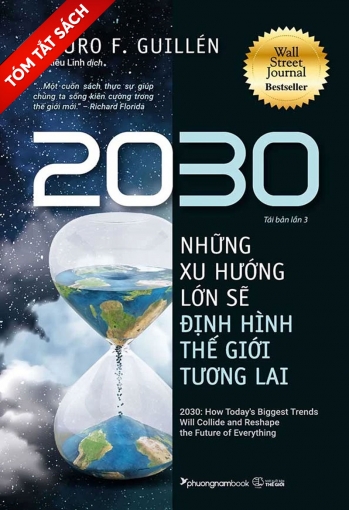 TÓM TẮT SÁCH
URO F. GUILLÉN
iêu Linh dịch
"...Một cuốn sách thực sự giúp
chúng ta sống kiên cường trong
thế giới mới." – Richard Florida
Wall
Street
Journal
Bestseller
2030
Tái bản lần 3
NHỮNG
XU HƯỚNG
LỚN SẼ
ĐỊNH HÌNH
THẾ GIỚI
TƯƠNG LAI
2030: How Today's Biggest Trends
Will Collide and Reshape
the Future of Everything
phuongnambook
THẾ GIỚI